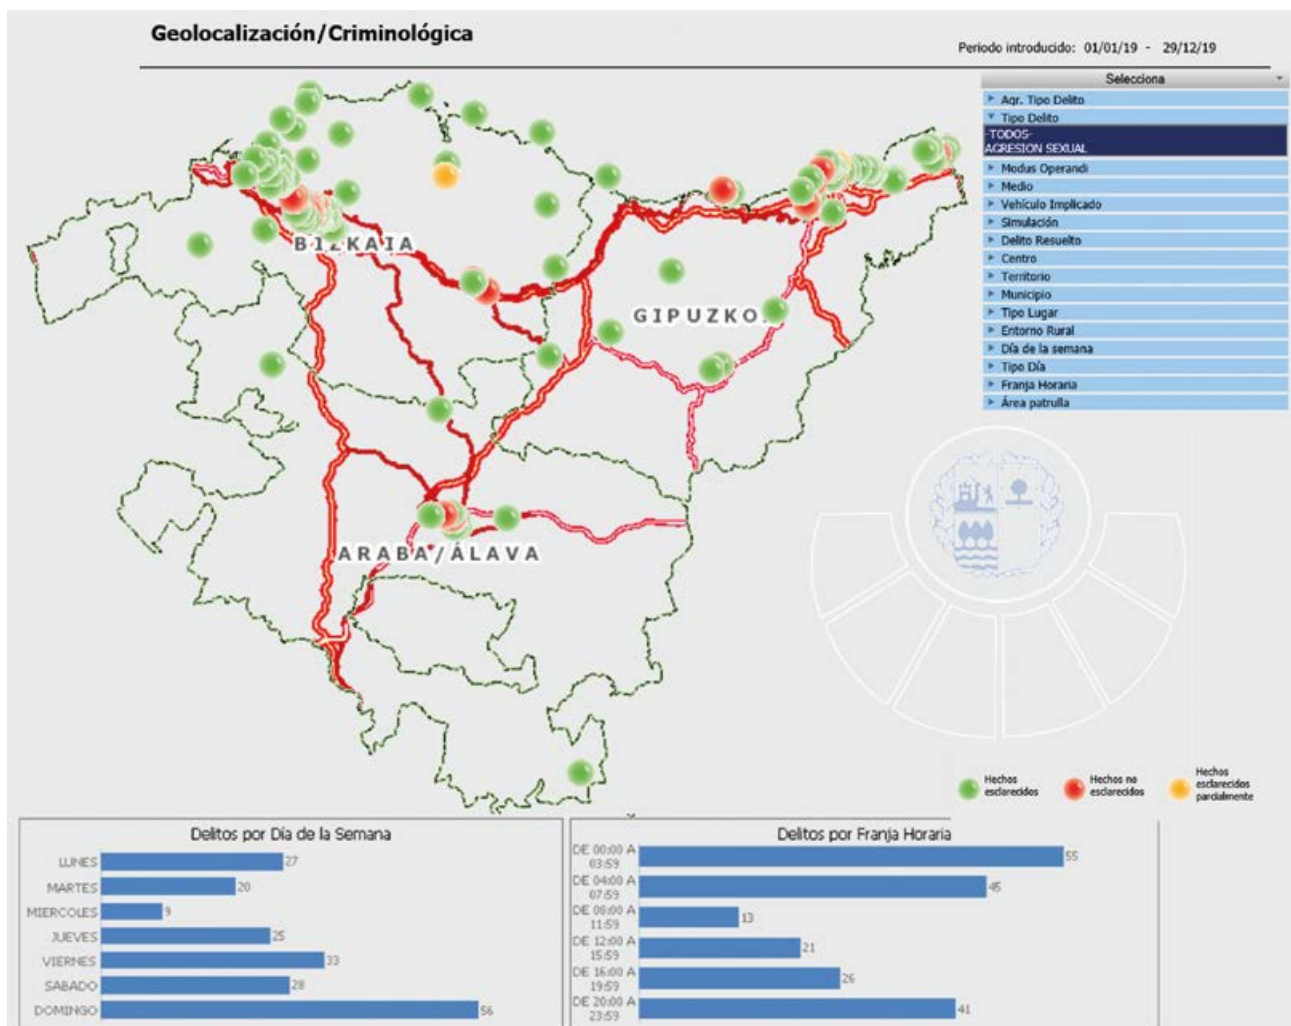 Geolocalización/Criminológica
Periodo introducido: 01/01/19 - 29/12/19
Selecciona
Agr. Tipo Delito
Tipo Delito
-TODOS-
AGRESION SEXUAL
Modus Operandi
Medio
Vehículo Implicado
Simulación
Delito Resuelto
Centro
Territorio
Municipio
Tipo Lugar
Entorno Rural
Día de la semana
Tipo Día
Franja Horaria
Área patrulla
BIZKAIA
GIPUZKO
ARABA/ÁLAVA
Hechos
esclarecidos
Hechos no
esclarecidos
Hechos
esclarecidos
parcialmente
Delitos por Día de la Semana
LUNES 27
MARTES 20
MIERCOLES 9
JUEVES 25
VIERNES 33
SABADO 28
DOMINGO 56
Delitos por Franja Horaria
DE 00:00 A
03:59 55
DE 04:00 A
07:59 45
DE 08:00 A
11:59 13
DE 12:00 A
15:59 21
DE 16:00 A
19:59 26
DE 20:00 A
23:59 41